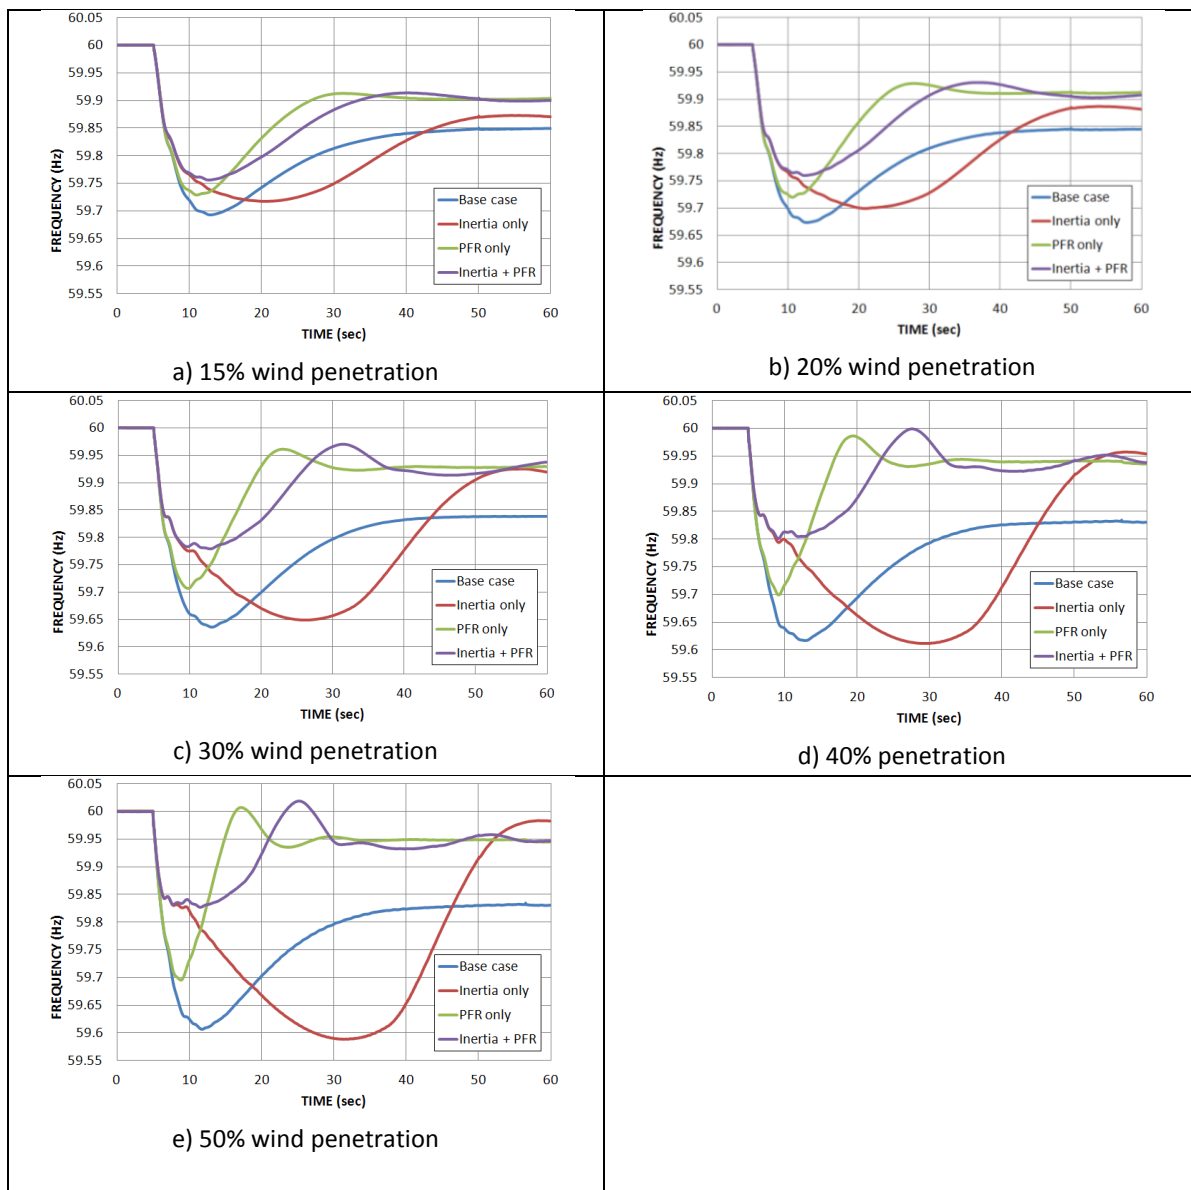 60.05
60
59.95
59.9
59.85
59.8
59.75
59.7
59.65
59.6
59.55
FREQUENCY (Hz)
0 10 20 30 40 50 60
TIME (sec)
Base case
Inertia only
PFR only
Inertia + PFR
a) 15% wind penetration
60.05
60
59.95
59.9
59.85
59.8
59.75
59.7
59.65
59.6
59.55
FREQUENCY (Hz)
0 10 20 30 40 50 60
TIME (sec)
Base case
Inertia only
PFR only
Inertia + PFR
b) 20% wind penetration
60.05
60
59.95
59.9
59.85
59.8
59.75
59.7
59.65
59.6
59.55
FREQUENCY (Hz)
0 10 20 30 40 50 60
TIME (sec)
Base case
Inertia only
PFR only
Inertia + PFR
c) 30% wind penetration
60.05
60
59.95
59.9
59.85
59.8
59.75
59.7
59.65
59.6
59.55
FREQUENCY (Hz)
0 10 20 30 40 50 60
TIME (sec)
Base case
Inertia only
PFR only
Inertia + PFR
d) 40% penetration
60.05
60
59.95
59.9
59.85
59.8
59.75
59.7
59.65
59.6
59.55
FREQUENCY (Hz)
0 10 20 30 40 50 60
TIME (sec)
Base case
Inertia only
PFR only
Inertia + PFR
e) 50% wind penetration